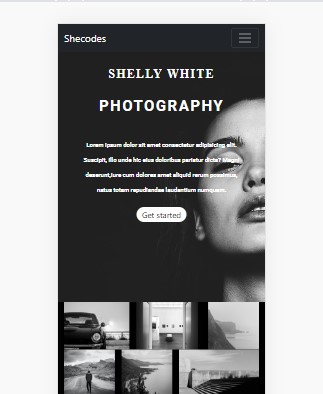 Shecodes
SHELLY WHITE
PHOTOGRAPHY
Lorem ipsum dolor sit amet consectetur adipisicing elit.
Suscipit, illo unde hic eius doloribus pariatur dicta? Magni
deserunt,iure cum dolores amet aliquid rerum possimus,
natus totam repudiandae laudantium numquam.
Get started